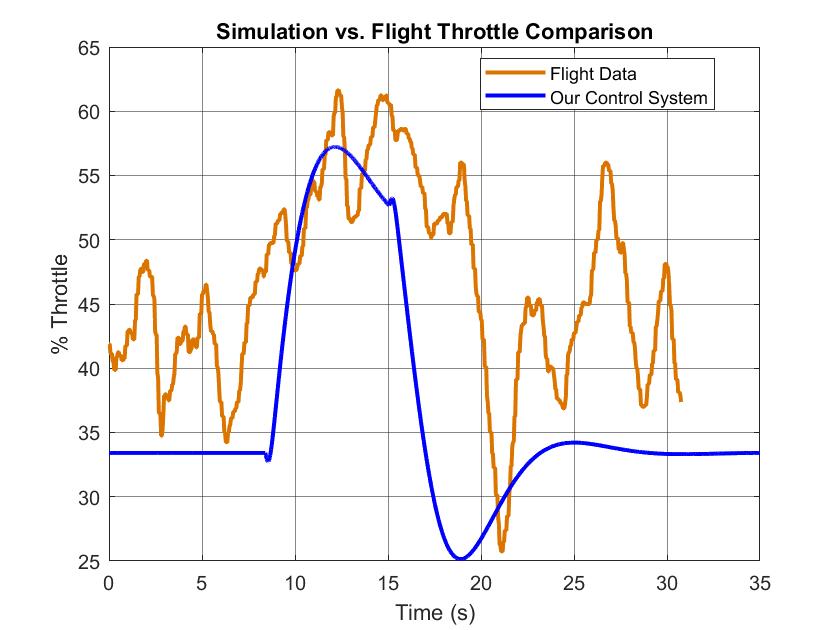 Simulation vs. Flight Throttle Comparison
65
60
55
50
45
40
35
30
25
% Throttle
Flight Data
Our Control System
0 5 10 15 20 25 30 35
Time (s)